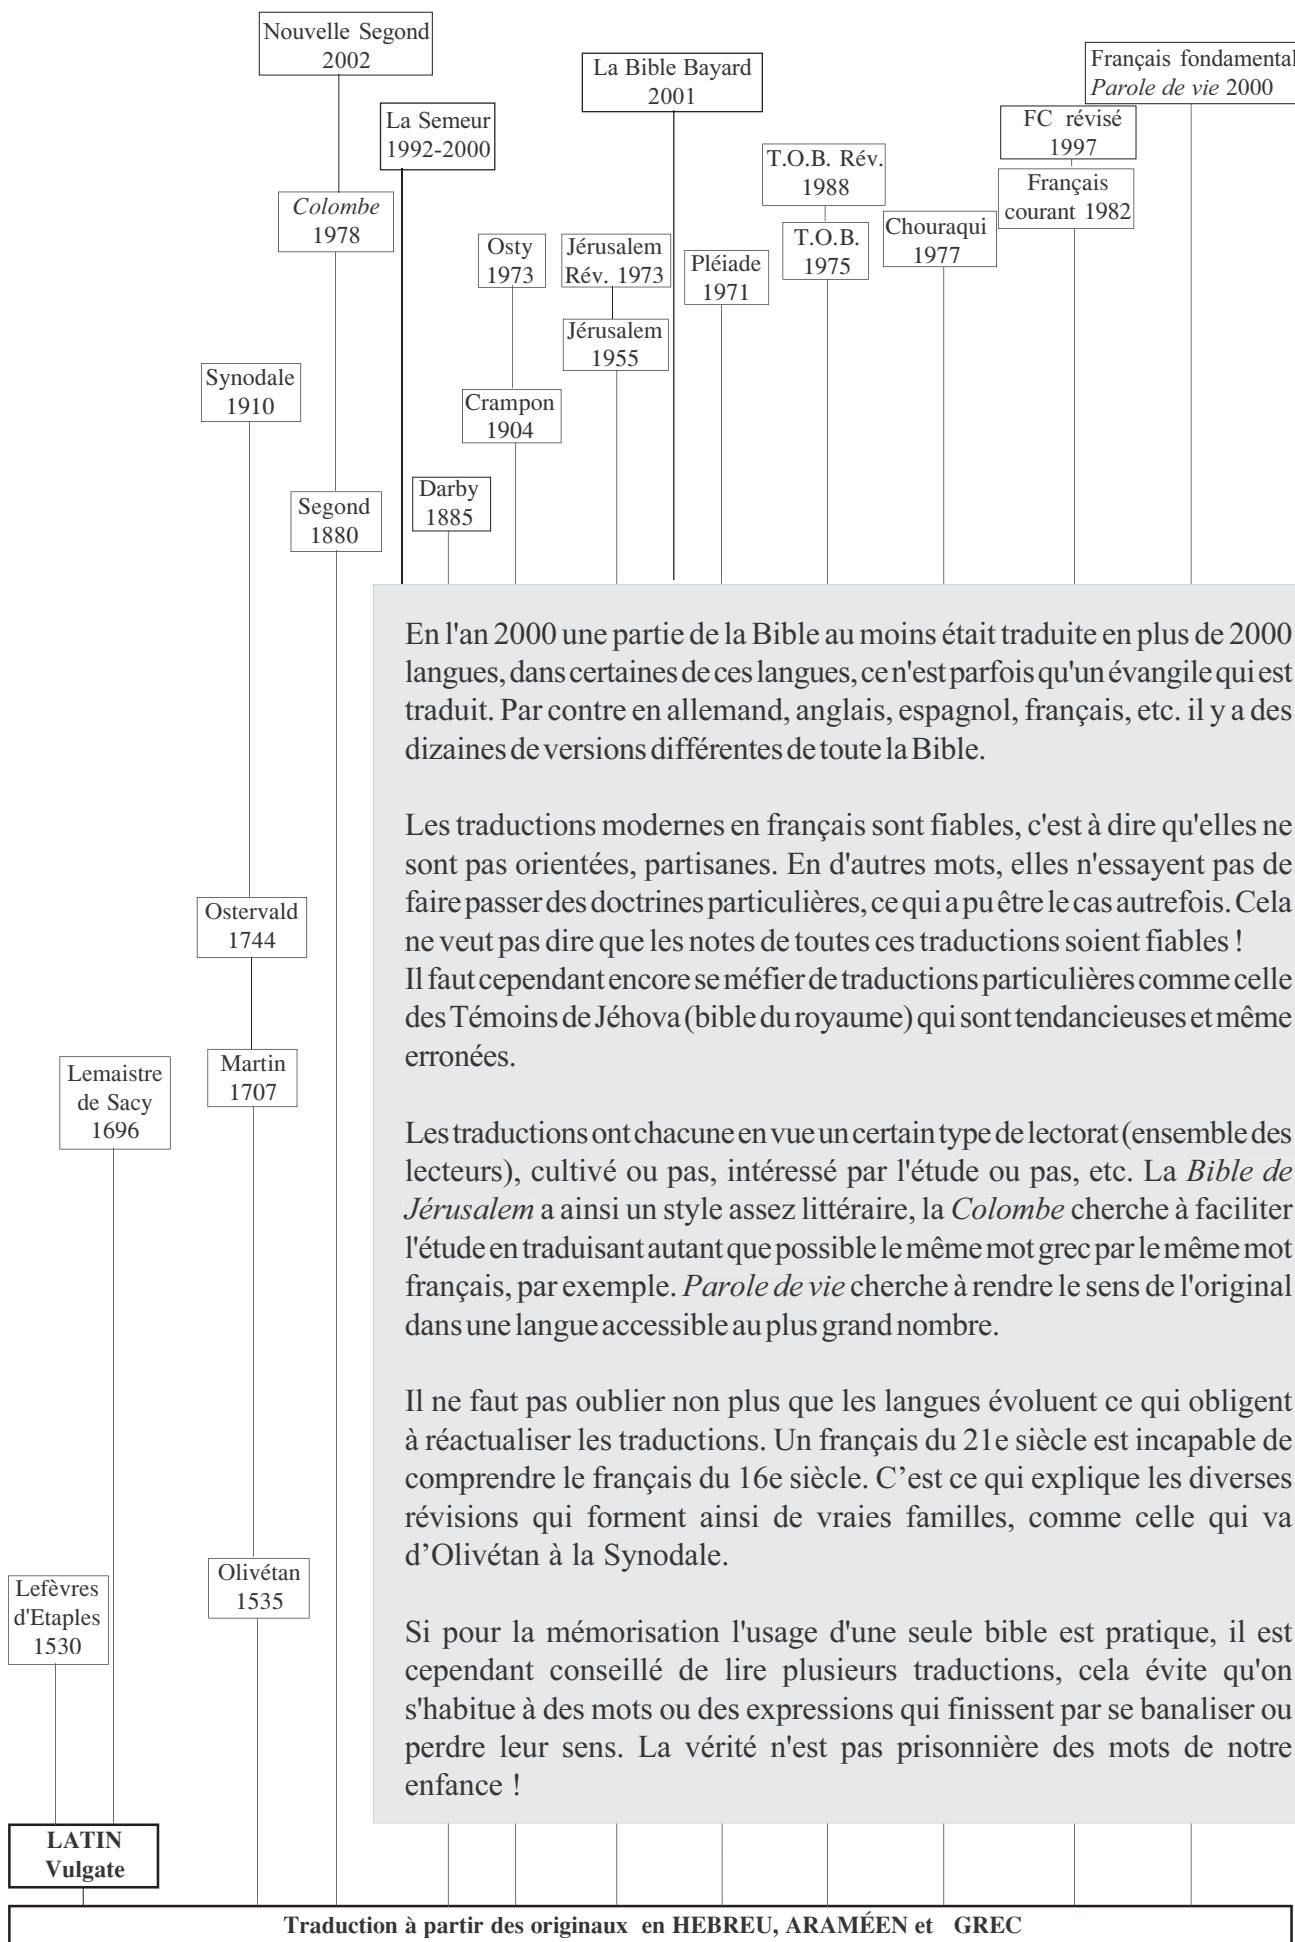 Nouvelle Segond
2002
La Bible Bayard
2001
Français fondamental
Parole de vie 2000
La Semeur
1992-2000
FC révisé
1997
T.O.B. Rév.
1988
Français
courant 1982
Colombe
1978
Chouraqui
1977
T.O.B.
1975
Osty
1973
Jérusalem
Rév. 1973
Pléiade
1971
Jérusalem
1955
Synodale
1910
Crampon
1904
Segond
1880
Darby
1885
En l'an 2000 une partie de la Bible au moins était traduite en plus de 2000
langues, dans certaines de ces langues, ce n'est parfois qu'un évangile qui est
traduit. Par contre en allemand, anglais, espagnol, français, etc. il y a des
dizaines de versions différentes de toute la Bible.
Les traductions modernes en français sont fiables, c'est à dire qu'elles ne
sont pas orientées, partisanes. En d'autres mots, elles n'essayent pas de
faire passer des doctrines particulières, ce qui a pu être le cas autrefois. Cela
ne veut pas dire que les notes de toutes ces traductions soient fiables !
Il faut cependant encore se méfier de traductions particulières comme celle
des Témoins de Jéhova (bible du royaume) qui sont tendancieuses et même
erronées.
Les traductions ont chacune en vue un certain type de lectorat (ensemble des
lecteurs), cultivé ou pas, intéressé par l'étude ou pas, etc. La Bible de
Jérusalem a ainsi un style assez littéraire, la Colombe cherche à faciliter
l'étude en traduisant autant que possible le même mot grec par le même mot
français, par exemple. Parole de vie cherche à rendre le sens de l'original
dans une langue accessible au plus grand nombre.
Il ne faut pas oublier non plus que les langues évoluent ce qui obligent
à réactualiser les traductions. Un français du 21e siècle est incapable de
comprendre le français du 16e siècle. C’est ce qui explique les diverses
révisions qui forment ainsi de vraies familles, comme celle qui va
d’Olivétan à la Synodale.
Si pour la mémorisation l'usage d'une seule bible est pratique, il est
cependant conseillé de lire plusieurs traductions, cela évite qu'on
s'habitue à des mots ou des expressions qui finissent par se banaliser ou
perdre leur sens. La vérité n'est pas prisonnière des mots de notre
enfance !
Ostervald
1744
Martin
1707
Lemaistre
de Sacy
1696
Olivétan
1535
Lefèvres
d'Etaples
1530
LATIN
Vulgate
Traduction à partir des originaux en HEBREU, ARAMÉEN et GREC